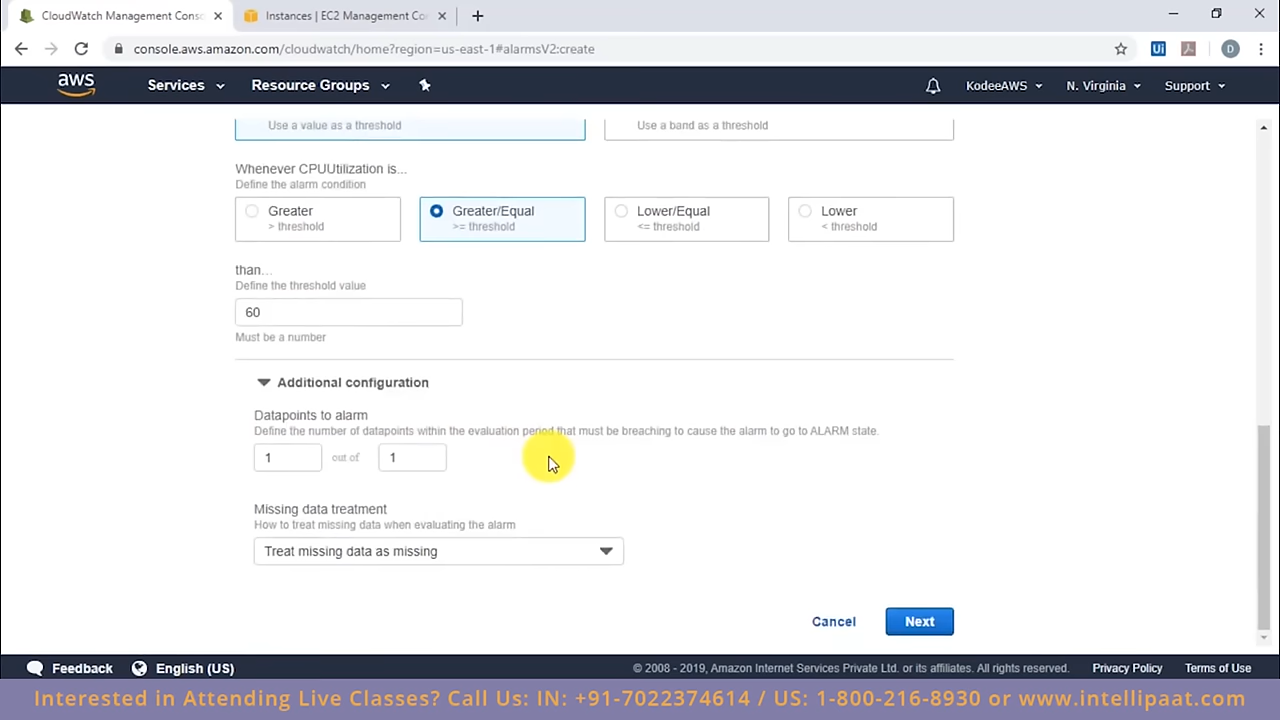 CloudWatch Management Conso
Instances | EC2 Management Con
console.aws.amazon.com/cloudwatch/home?region=us-east-1#alarmsV2:create
Ui
D
aws
Services
Resource Groups
KodeeAWS
N. Virginia
Support
Use a value as a threshold
Use a band as a threshold
Whenever CPUUtilization is...
Define the alarm condition
Greater
> threshold
Greater/Equal
>= threshold
Lower/Equal
<= threshold
Lower
< threshold
than...
Define the threshold value
60
Must be a number
Additional configuration
Datapoints to alarm
Define the number of datapoints within the evaluation period that must be breaching to cause the alarm to go to ALARM state.
1 out of 1
Missing data treatment
How to treat missing data when evaluating the alarm
Treat missing data as missing
Cancel
Next
Feedback
English (US)
© 2008 - 2019, Amazon Internet Services Private Ltd. or its affiliates. All rights reserved.
Privacy Policy
Terms of Use
Interested in Attending Live Classes? Call Us: IN: +91-7022374614 / US: 1-800-216-8930 or www.intellipaat.com